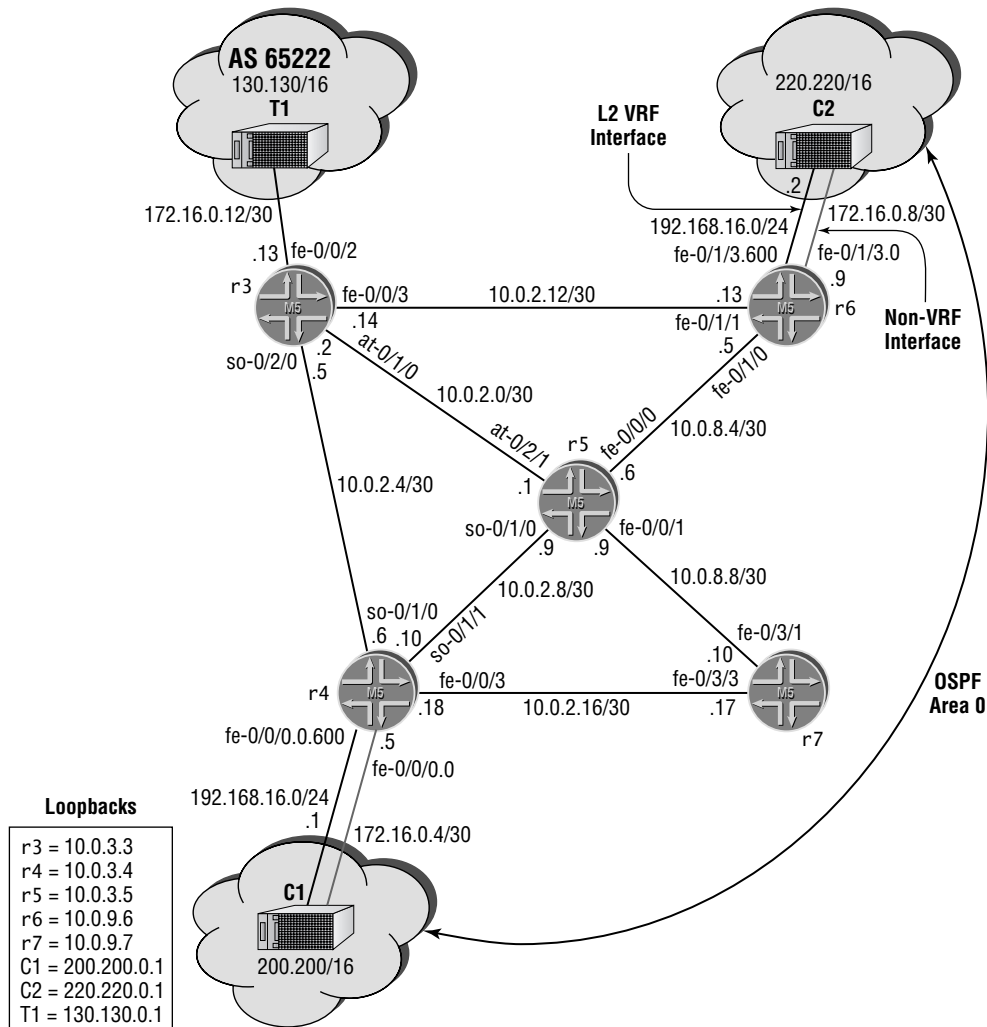 AS 65222
130.130/16
T1
220.220/16
C2
L2 VRF
Interface
.2
172.16.0.12/30
192.168.16.0/24
172.16.0.8/30
.13
fe-0/0/2
fe-0/1/3.600
fe-0/1/3.0
.9
r3
M5
fe-0/0/3
10.0.2.12/30
.13
M5
r6
.14
fe-0/1/1
Non-VRF
Interface
so-0/2/0
.2
.5
at-0/1/0
.5
fe-0/1/0
10.0.2.0/30
fe-0/0/0
10.0.8.4/30
at-0/2/1
r5
.1
.6
10.0.2.4/30
M5
so-0/1/0
fe-0/0/1
.9
.9
10.0.2.8/30
10.0.8.8/30
so-0/1/0
.6
.10
so-0/1/1
fe-0/3/1
.10
r4
M5
fe-0/0/3
fe-0/3/3
M5
OSPF
Area 0
.18
10.0.2.16/30
.17
r7
fe-0/0/0.0.600
.5
fe-0/0/0.0
192.168.16.0/24
.1
172.16.0.4/30
C1
200.200/16
Loopbacks
r3 = 10.0.3.3
r4 = 10.0.3.4
r5 = 10.0.3.5
r6 = 10.0.9.6
r7 = 10.0.9.7
C1 = 200.200.0.1
C2 = 220.220.0.1
T1 = 130.130.0.1